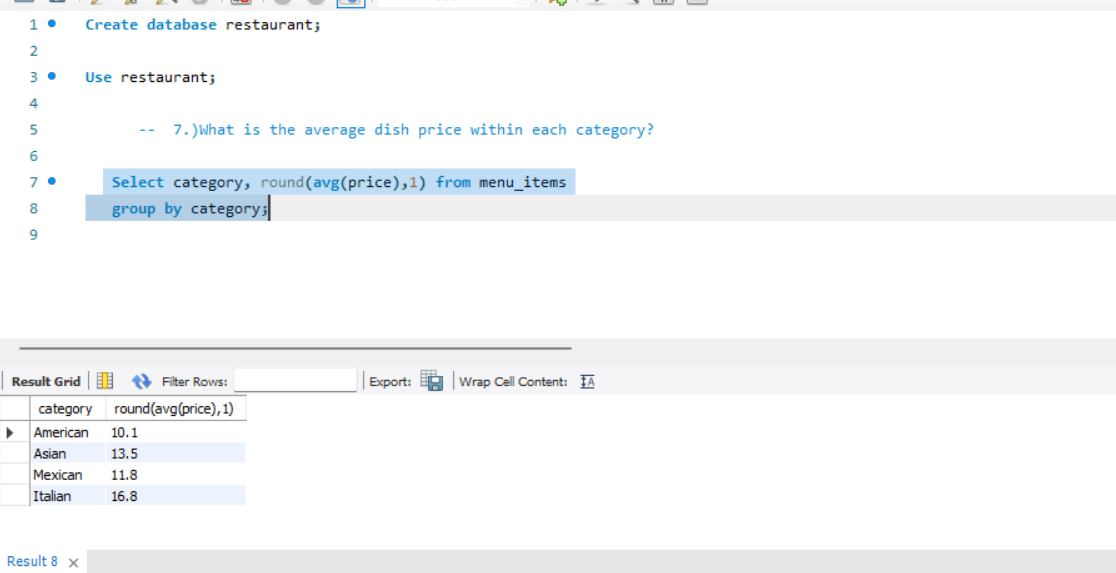 1 Create database restaurant;
2
3 Use restaurant;
4
5 -- 7.)What is the average dish price within each category?
6
7 Select category, round(avg(price),1) from menu_items
8 group by category;
9
Result Grid Filter Rows: Export: Wrap Cell Content: IA
category round(avg(price),1)
American 10.1
Asian 13.5
Mexican 11.8
Italian 16.8
Result 8 ×